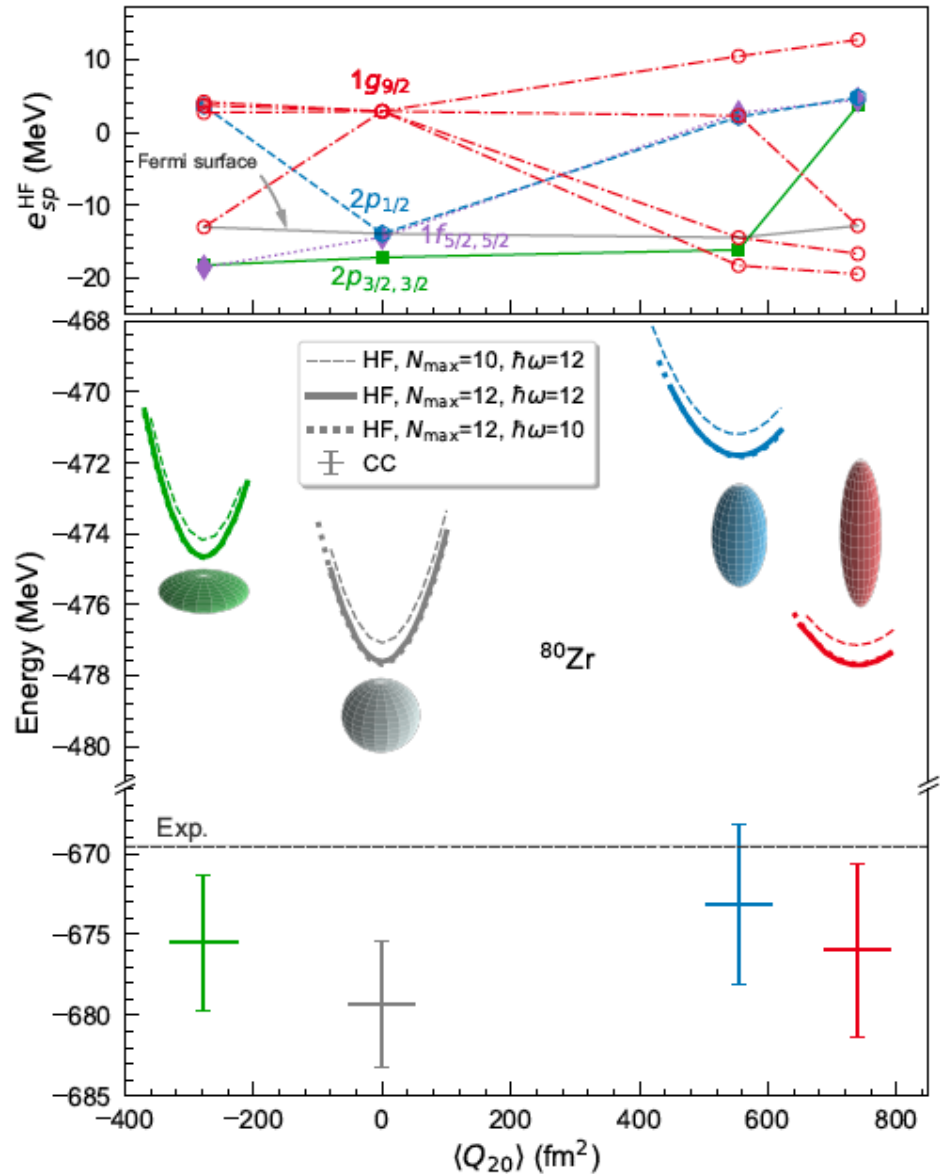 e_sp^HF (MeV)
10
0
−10
−20
1g9/2
Fermi surface
2p1/2
1f5/2, 5/2
2p3/2, 3/2
Energy (MeV)
−468
−470
−472
−474
−476
−478
−480
−670
−675
−680
−685
HF, Nmax=10, ħω=12
HF, Nmax=12, ħω=12
HF, Nmax=12, ħω=10
CC
80Zr
Exp.
−400
−200
0
200
400
600
800
⟨Q20⟩ (fm²)